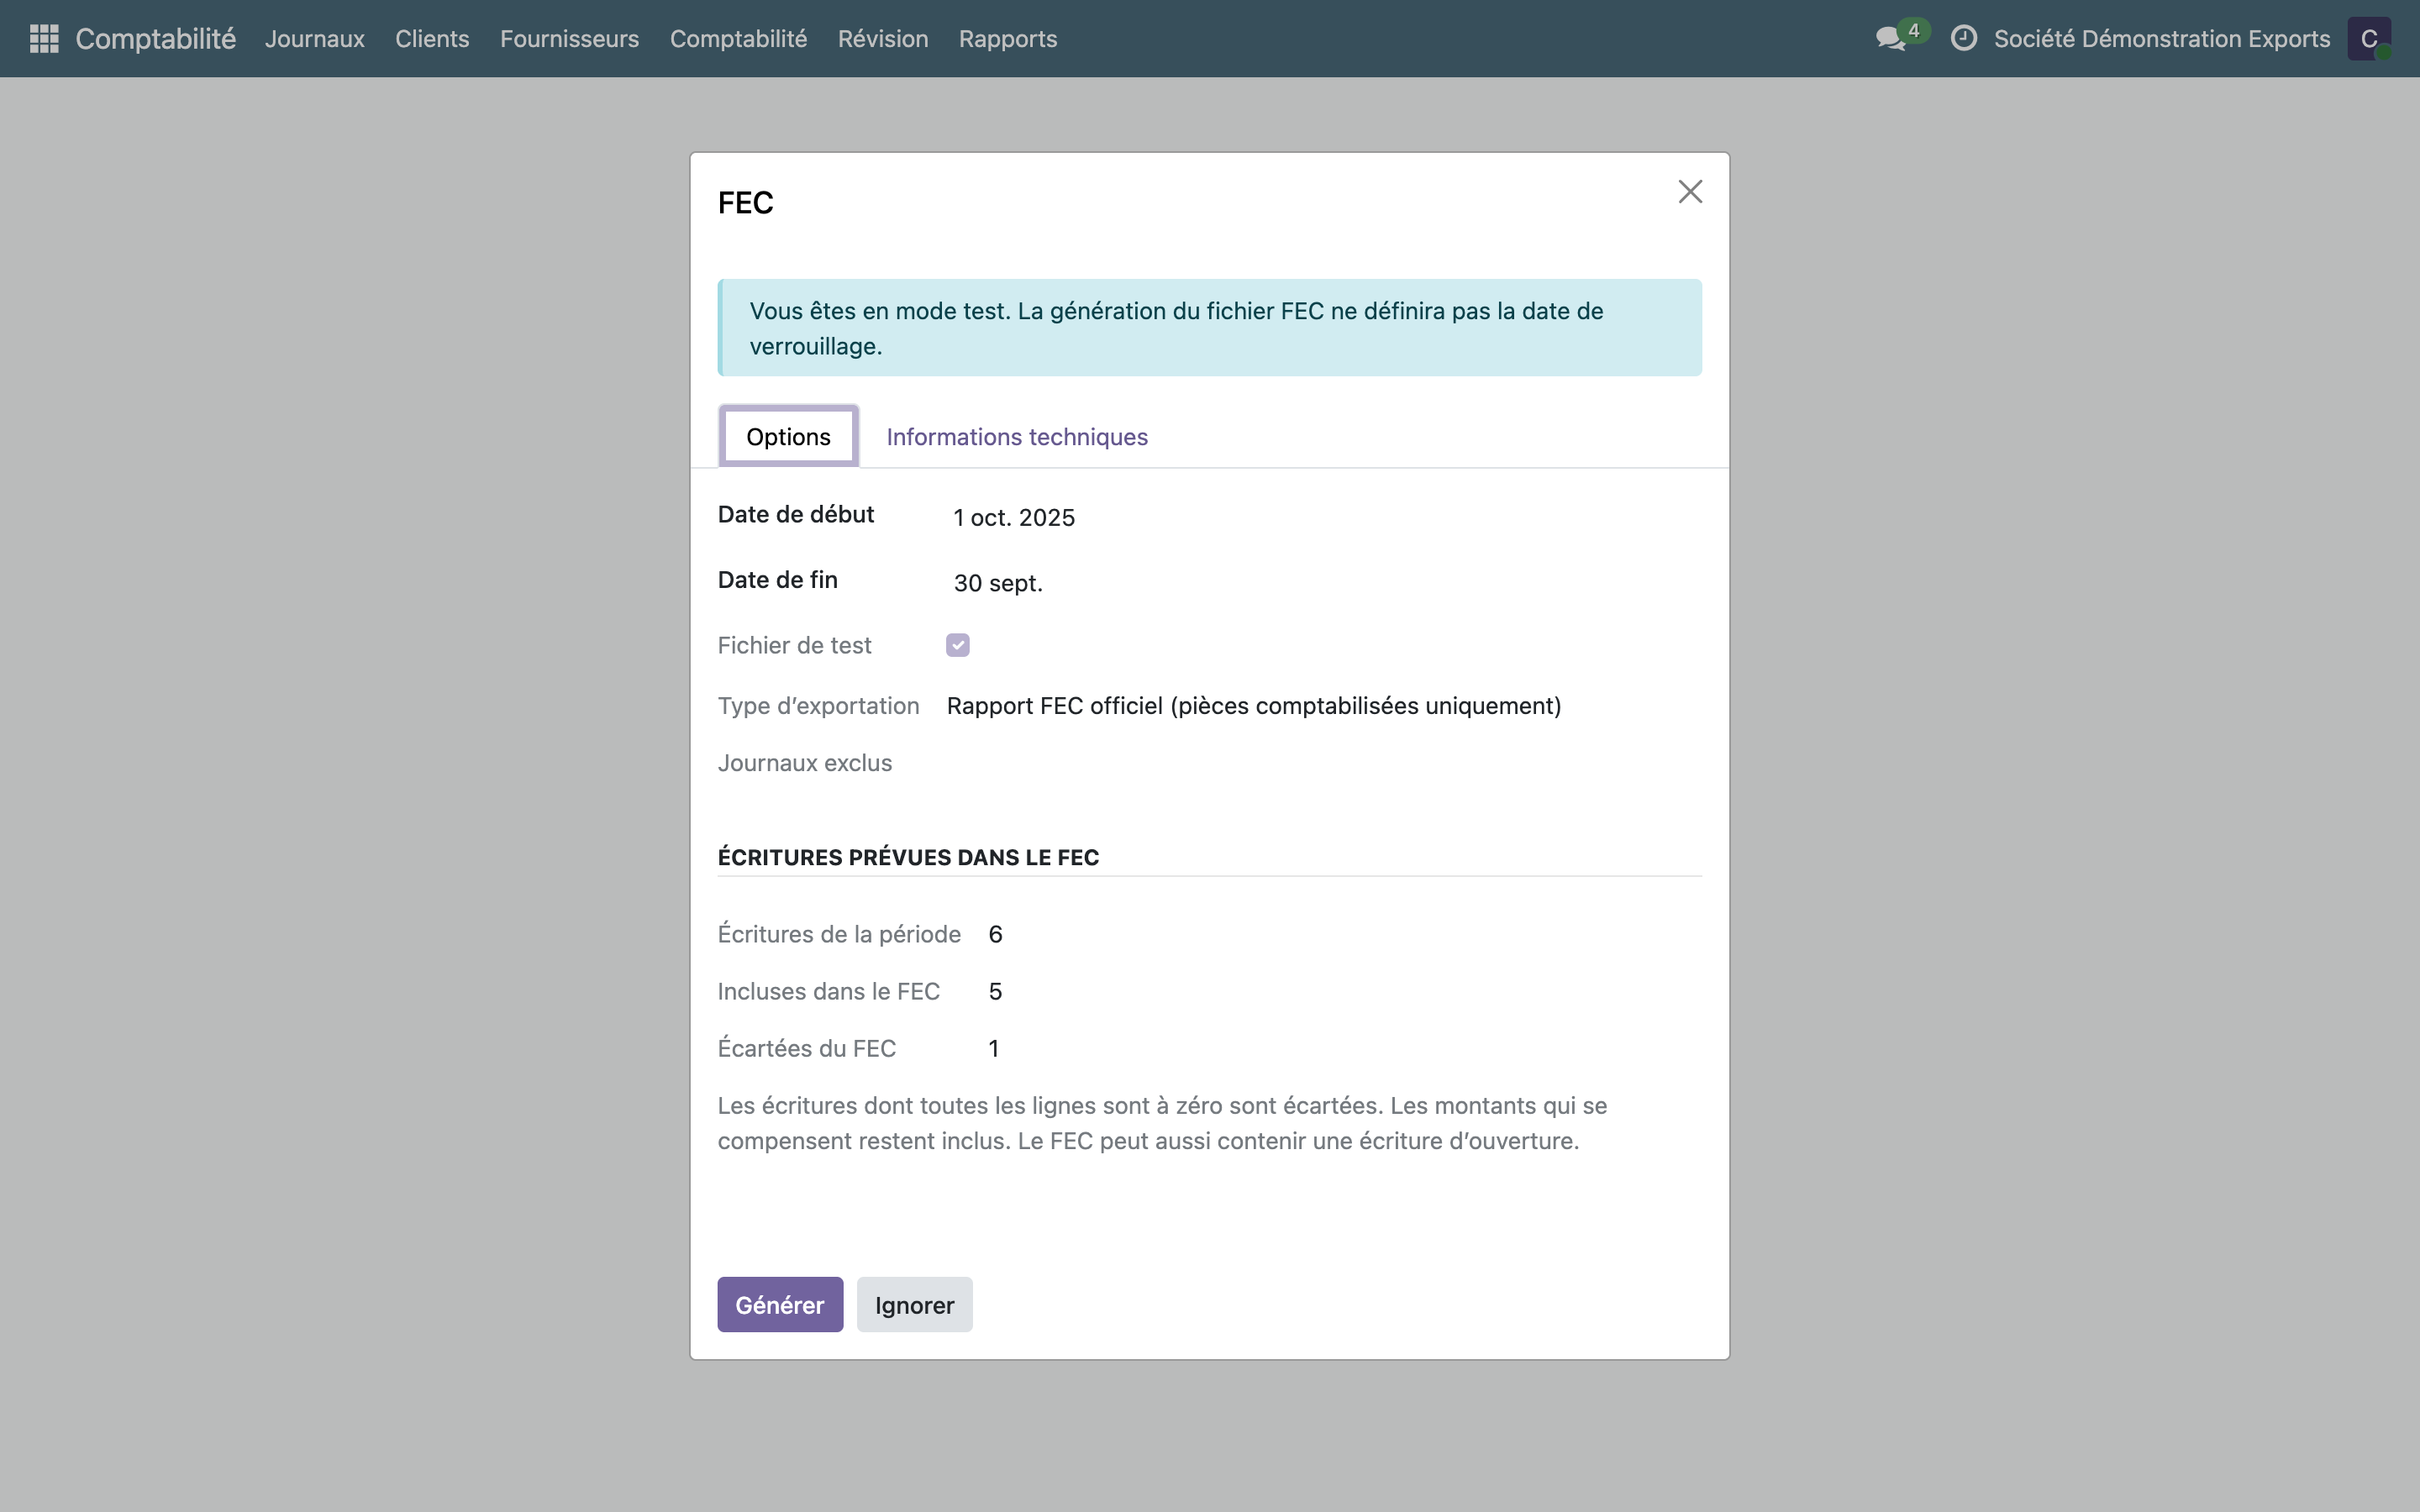 Comptabilité Journaux Clients Fournisseurs Comptabilité Révision Rapports 4 Société Démonstration Exports C
FEC
Vous êtes en mode test. La génération du fichier FEC ne définira pas la date de
verrouillage.
Options Informations techniques
Date de début 1 oct. 2025
Date de fin 30 sept.
Fichier de test
Type d’exportation Rapport FEC officiel (pièces comptabilisées uniquement)
Journaux exclus
ÉCRITURES PRÉVUES DANS LE FEC
Écritures de la période 6
Incluses dans le FEC 5
Écartées du FEC 1
Les écritures dont toutes les lignes sont à zéro sont écartées. Les montants qui se
compensent restent inclus. Le FEC peut aussi contenir une écriture d’ouverture.
Générer Ignorer